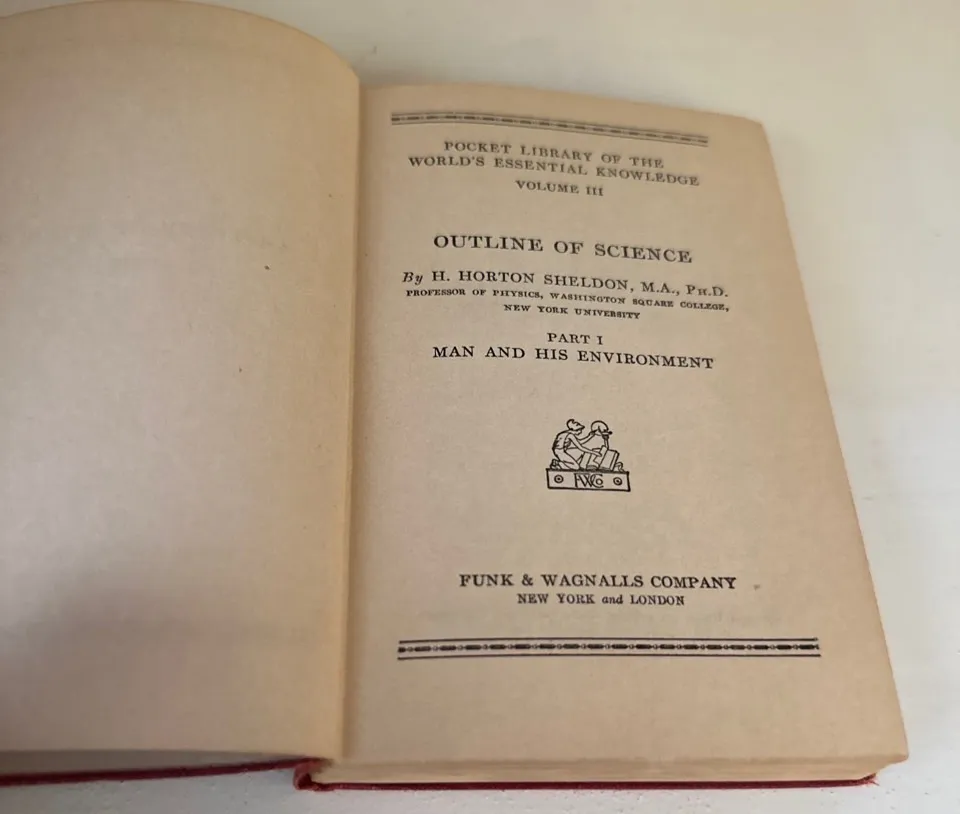 POCKET LIBRARY OF THE
WORLD'S ESSENTIAL KNOWLEDGE
VOLUME III
OUTLINE OF SCIENCE
By H. HORTON SHELDON, M.A., PH.D.
PROFESSOR OF PHYSICS, WASHINGTON SQUARE COLLEGE,
NEW YORK UNIVERSITY
PART I
MAN AND HIS ENVIRONMENT
FWCo
FUNK & WAGNALLS COMPANY
NEW YORK and LONDON